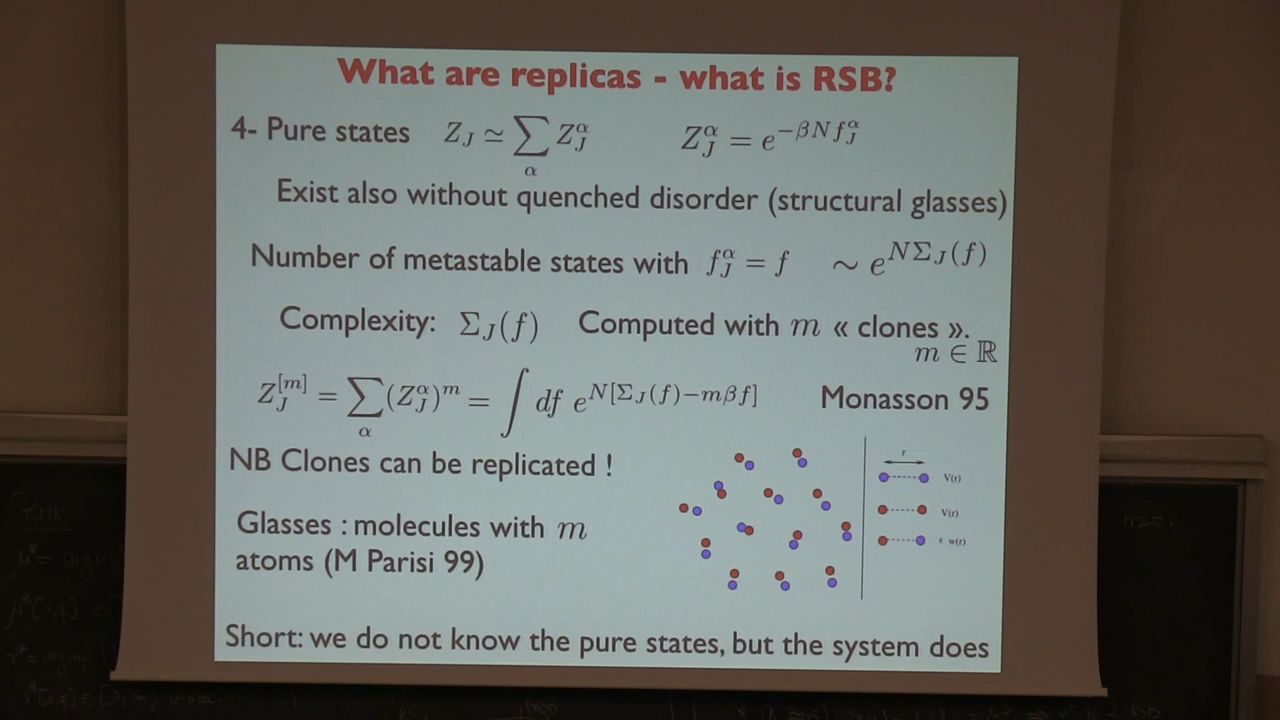 What are replicas - what is RSB?
4- Pure states Z_J ≃ ∑_α Z_J^α Z_J^α = e^{-βN f_J^α}
Exist also without quenched disorder (structural glasses)
Number of metastable states with f_J^α = f ∼ e^{NΣ_J(f)}
Complexity: Σ_J(f) Computed with m « clones ».
m ∈ ℝ
Z_J^{[m]} = ∑_α (Z_J^α)^m = ∫ df e^{N[Σ_J(f)-mβf]} Monasson 95
NB Clones can be replicated !
r
V(r)
V(r)
ε w(r)
Glasses : molecules with m
atoms (M Parisi 99)
Short: we do not know the pure states, but the system does